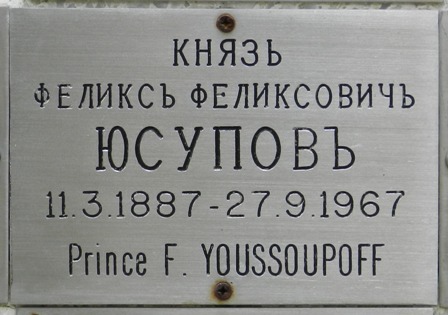 КНЯЗЬ
ФЕЛИКСЪ ФЕЛИКСОВИЧЪ
ЮСУПОВЪ
11.3.1887-27.9.1967
Prince F. YOUSSOUPOFF